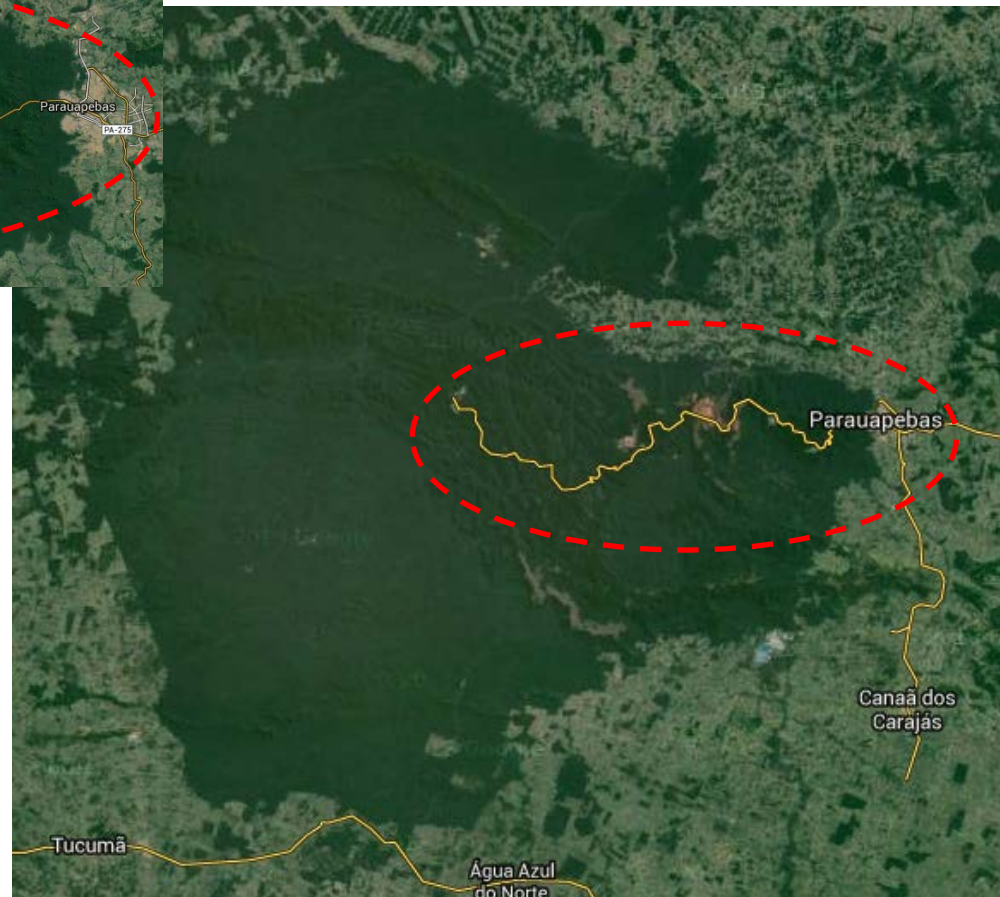 Parauapebas
PA-275
Parauapebas
Canaã dos
Carajás
Tucumã
Água Azul
do Norte